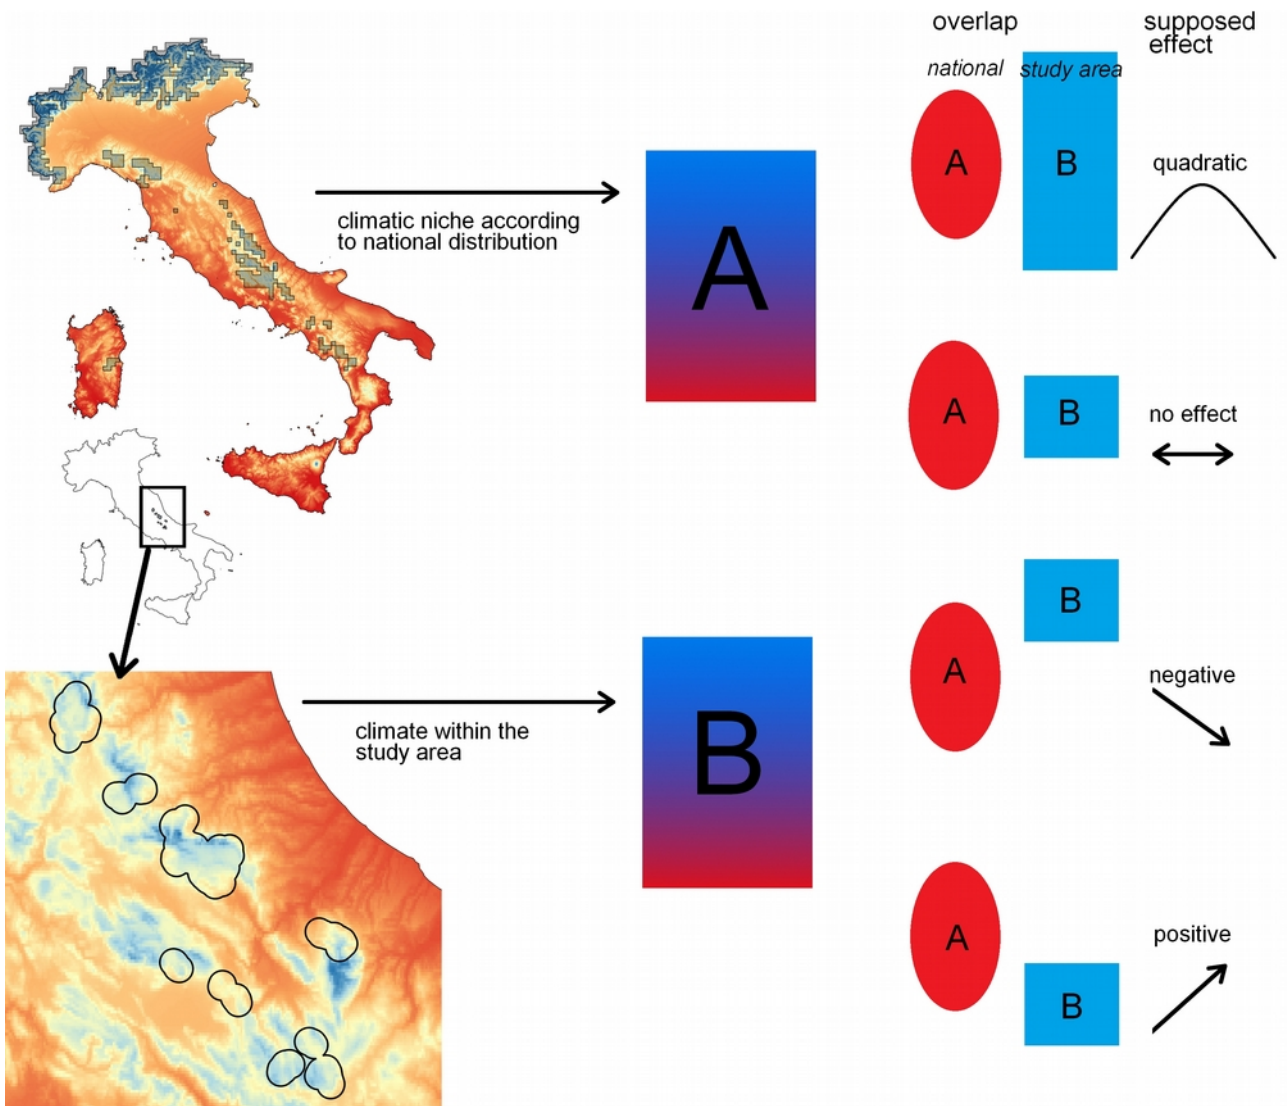 overlap
supposed
effect
national
study area
A
B
quadratic
climatic niche according
to national distribution
A
A
B
no effect
B
A
negative
B
climate within the
study area
A
positive
B